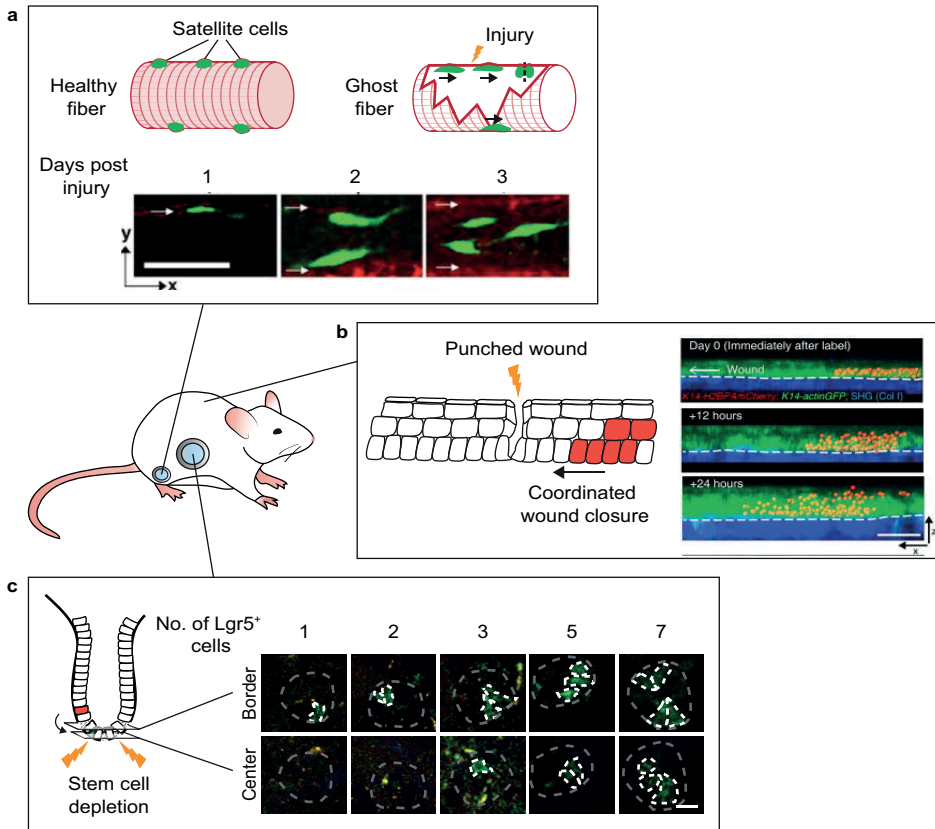 a
Satellite cells
Injury
Healthy
fiber
Ghost
fiber
Days post
injury
1 2 3
y
x
b
Punched wound
Coordinated
wound closure
Day 0 (Immediately after label)
Wound
K14-H2BPAmCherry; K14-actinGFP; SHG (Col I)
+12 hours
+24 hours
z
x
c
No. of Lgr5⁺
cells
1 2 3 5 7
Border
Center
Stem cell
depletion